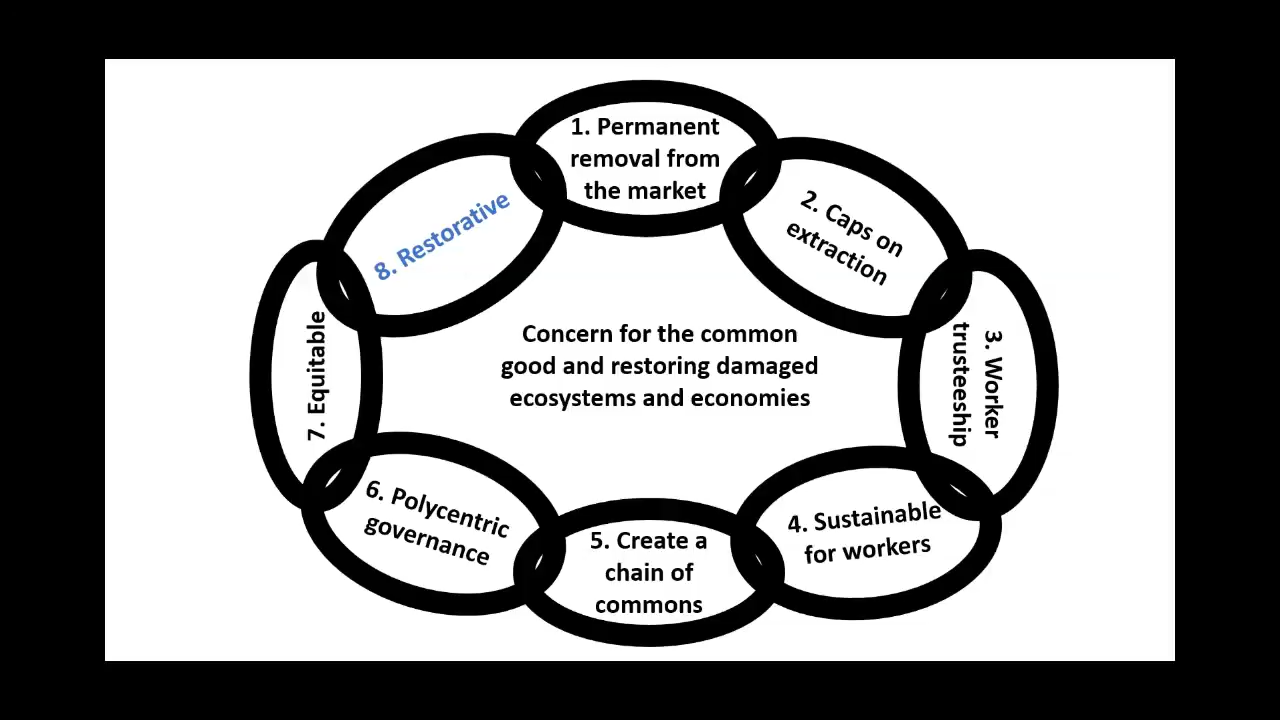 1. Permanent
removal from
the market
2. Caps on
extraction
3. Worker
trusteeship
4. Sustainable
for workers
5. Create a
chain of
commons
6. Polycentric
governance
7. Equitable
8. Restorative
Concern for the common
good and restoring damaged
ecosystems and economies